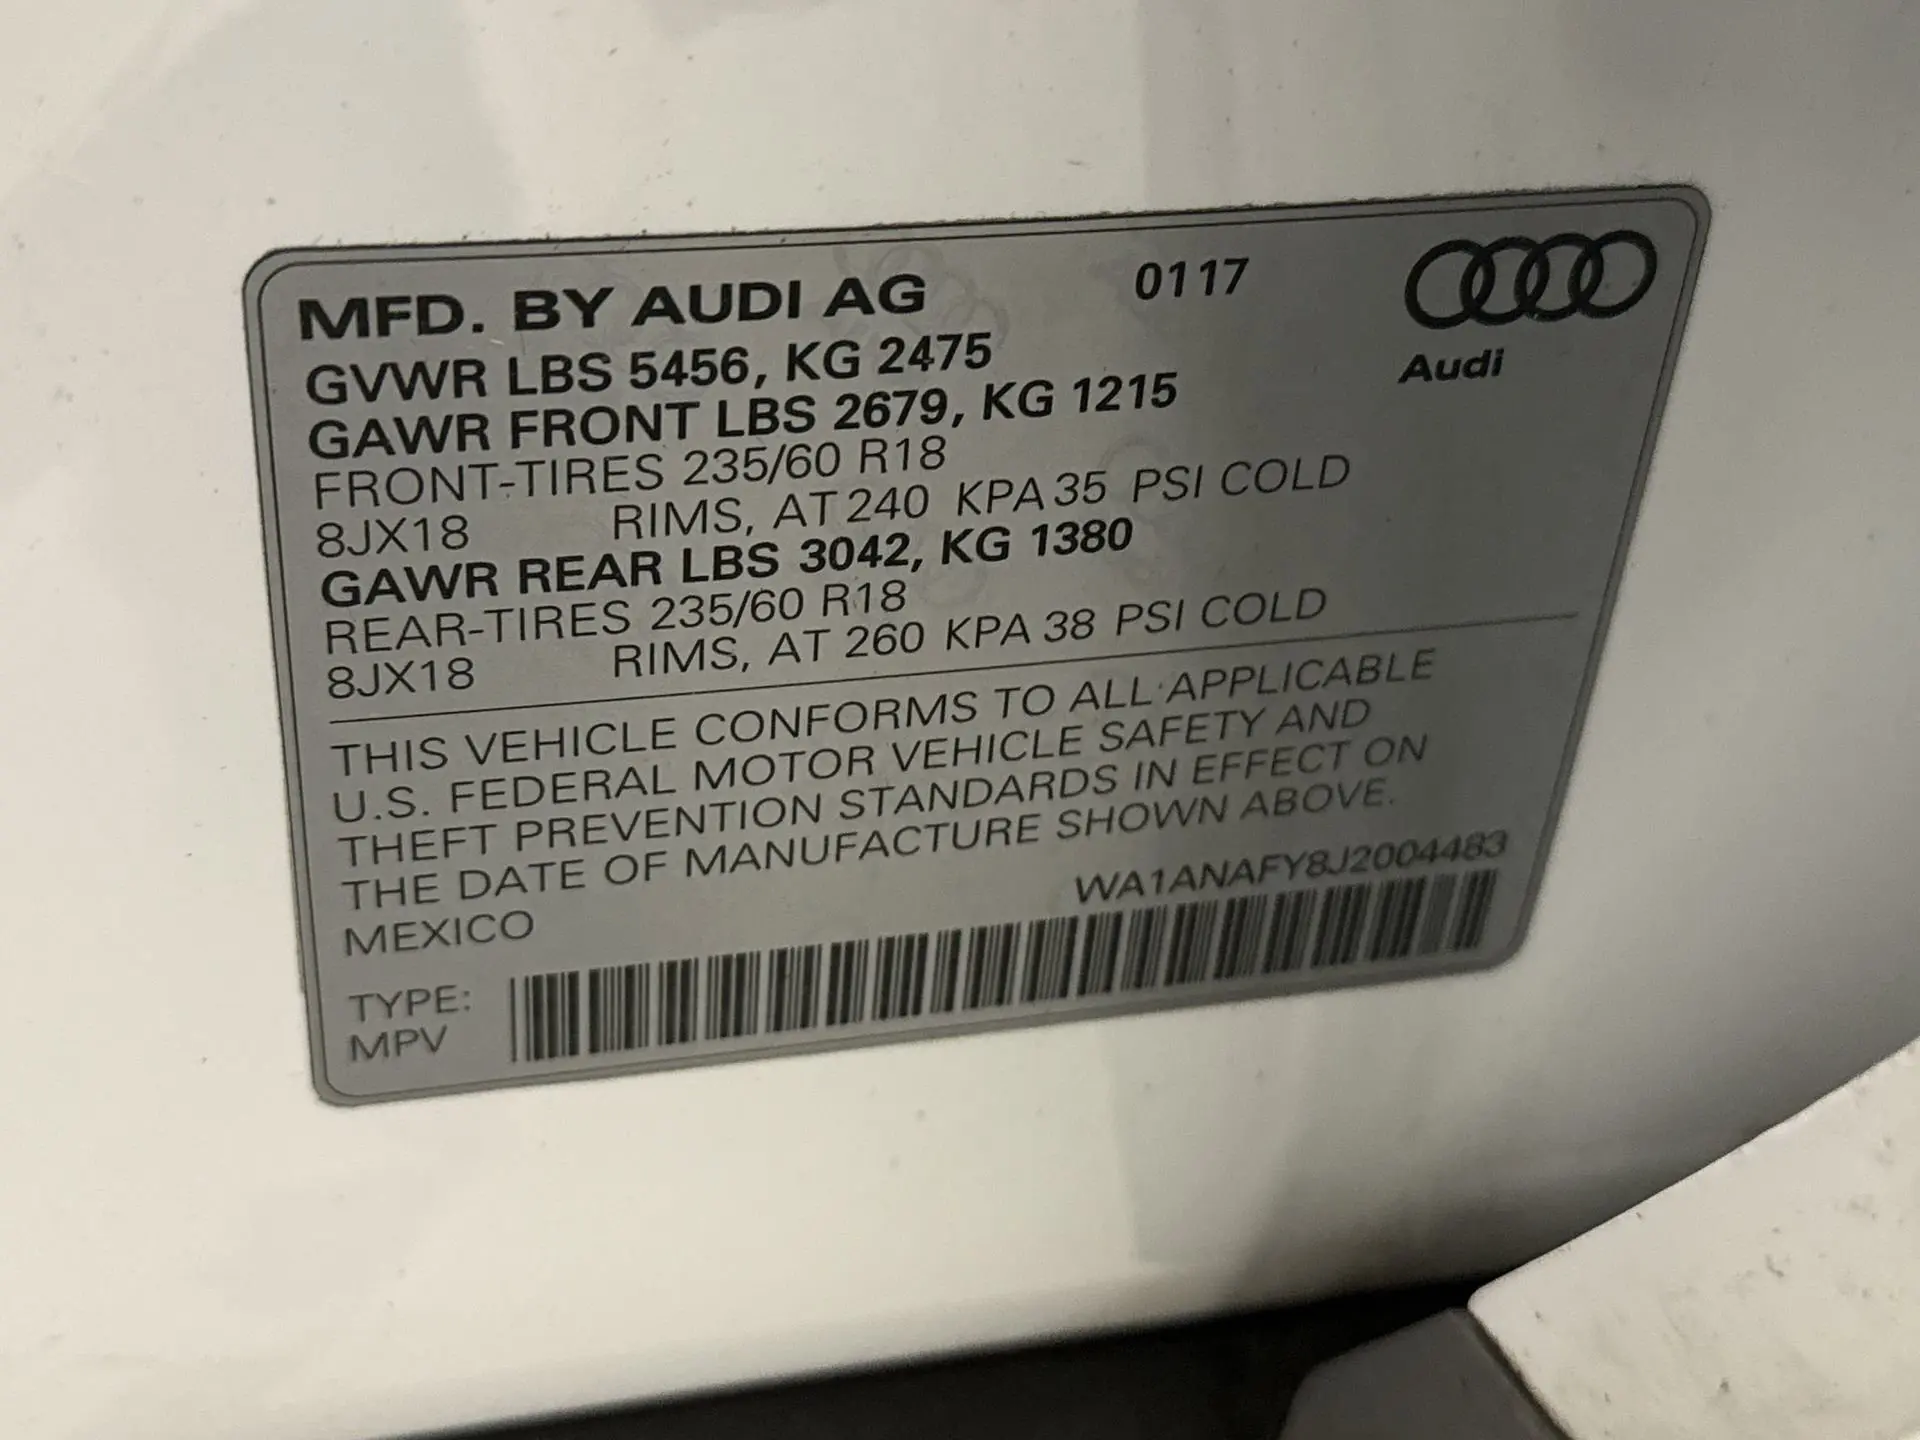 MFD. BY AUDI AG 0117
Audi
GVWR LBS 5456, KG 2475
GAWR FRONT LBS 2679, KG 1215
FRONT-TIRES 235/60 R18
8JX18 RIMS, AT 240 KPA 35 PSI COLD
GAWR REAR LBS 3042, KG 1380
REAR-TIRES 235/60 R18
8JX18 RIMS, AT 260 KPA 38 PSI COLD
THIS VEHICLE CONFORMS TO ALL APPLICABLE
U.S. FEDERAL MOTOR VEHICLE SAFETY AND
THEFT PREVENTION STANDARDS IN EFFECT ON
THE DATE OF MANUFACTURE SHOWN ABOVE.
MEXICO WA1ANAFY8J2004483
TYPE:
MPV